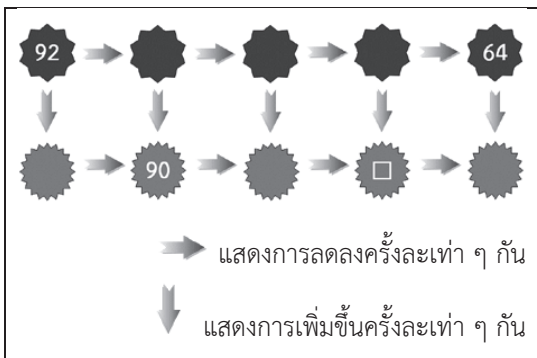 92 64
90 □
แสดงการลดลงครั้งละเท่า ๆ กัน
แสดงการเพิ่มขึ้นครั้งละเท่า ๆ กัน